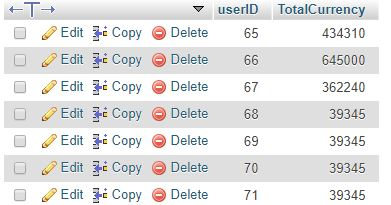 userID TotalCurrency
Edit Copy Delete 65 434310
Edit Copy Delete 66 645000
Edit Copy Delete 67 362240
Edit Copy Delete 68 39345
Edit Copy Delete 69 39345
Edit Copy Delete 70 39345
Edit Copy Delete 71 39345